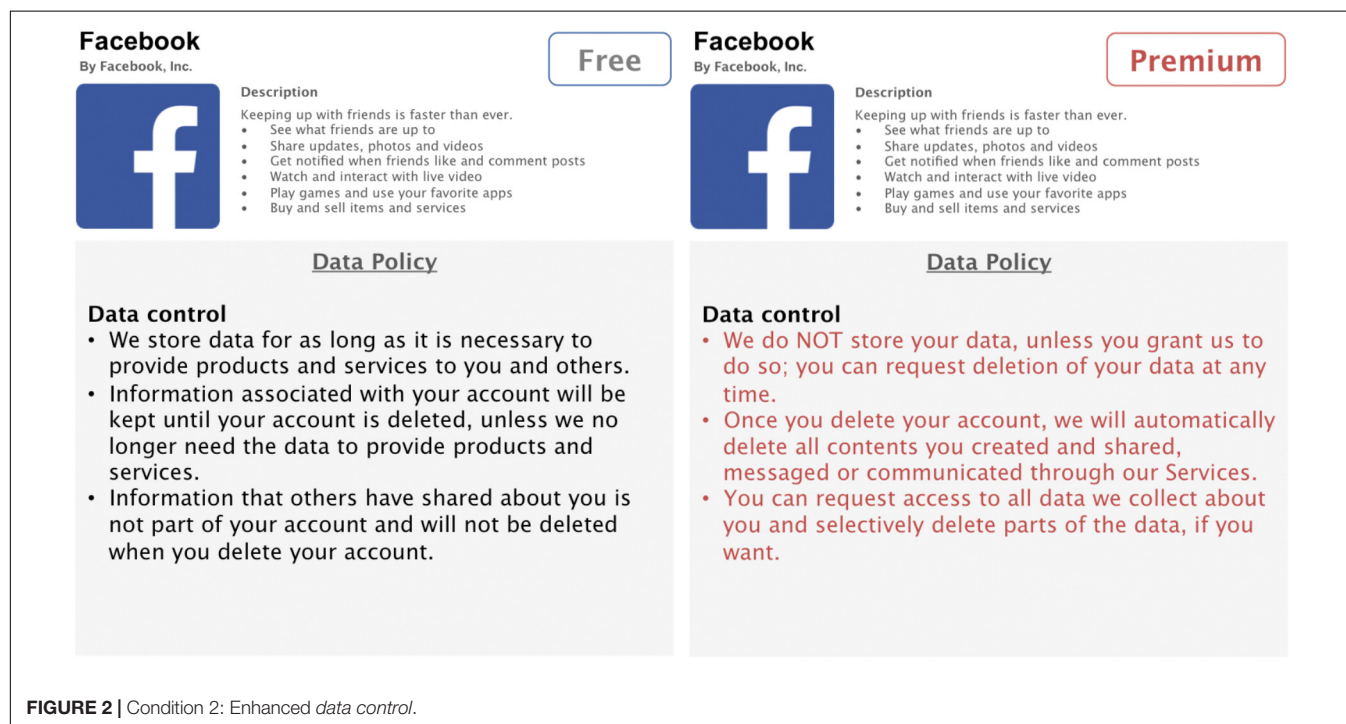 Facebook
By Facebook, Inc.
Free
Description
Keeping up with friends is faster than ever.
• See what friends are up to
• Share updates, photos and videos
• Get notified when friends like and comment posts
• Watch and interact with live video
• Play games and use your favorite apps
• Buy and sell items and services
Data Policy
Data control
• We store data for as long as it is necessary to
provide products and services to you and others.
• Information associated with your account will be
kept until your account is deleted, unless we no
longer need the data to provide products and
services.
• Information that others have shared about you is
not part of your account and will not be deleted
when you delete your account.
Facebook
By Facebook, Inc.
Premium
Description
Keeping up with friends is faster than ever.
• See what friends are up to
• Share updates, photos and videos
• Get notified when friends like and comment posts
• Watch and interact with live video
• Play games and use your favorite apps
• Buy and sell items and services
Data Policy
Data control
• We do NOT store your data, unless you grant us to
do so; you can request deletion of your data at any
time.
• Once you delete your account, we will automatically
delete all contents you created and shared,
messaged or communicated through our Services.
• You can request access to all data we collect about
you and selectively delete parts of the data, if you
want.
FIGURE 2 | Condition 2: Enhanced data control.